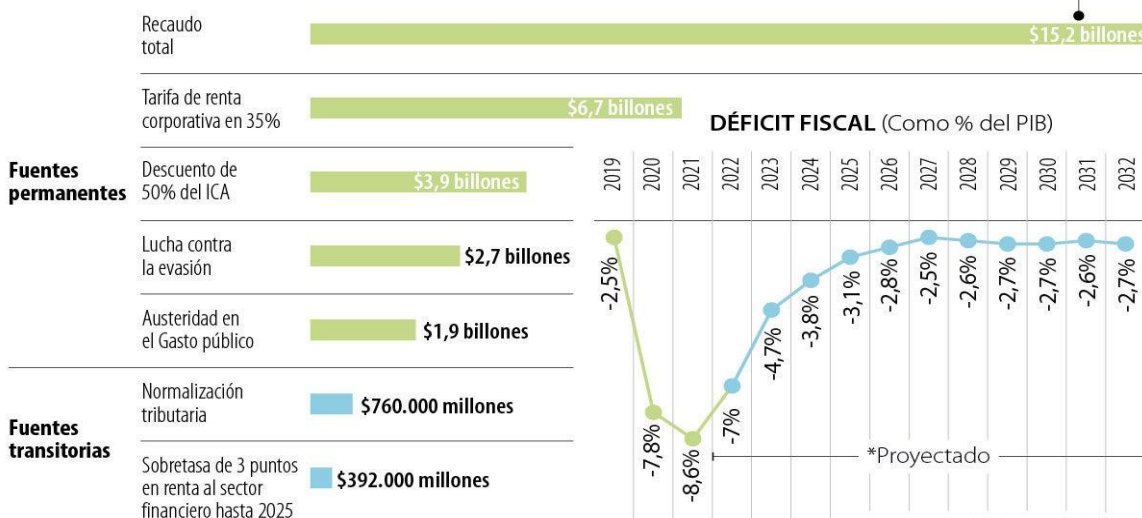 Recaudo
total
$15,2 billones
Fuentes
permanentes
Tarifa de renta
corporativa en 35%
$6,7 billones
Descuento de
50% del ICA
$3,9 billones
Lucha contra
la evasión
$2,7 billones
Austeridad en
el Gasto público
$1,9 billones
Fuentes
transitorias
Normalización
tributaria
$760.000 millones
Sobretasa de 3 puntos
en renta al sector
financiero hasta 2025
$392.000 millones
DÉFICIT FISCAL (Como % del PIB)
2019
2020
2021
2022
2023
2024
2025
2026
2027
2028
2029
2030
2031
2032
-2,5%
-7,8%
-8,6%
-7%
-4,7%
-3,8%
-3,1%
-2,8%
-2,5%
-2,6%
-2,7%
-2,7%
-2,6%
-2,7%
*Proyectado